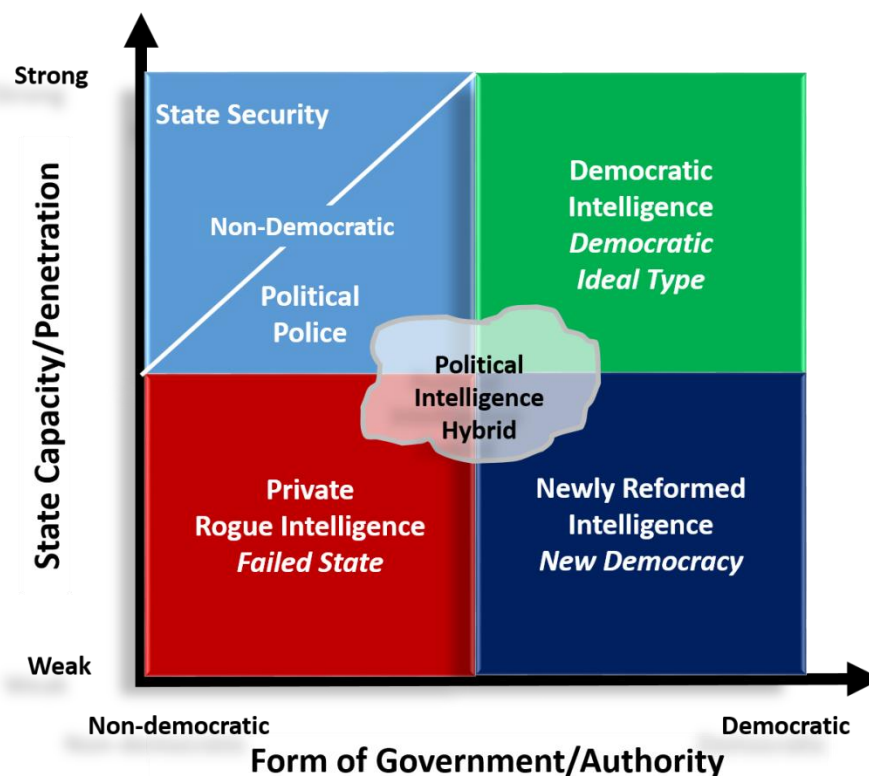 Strong
State Capacity/Penetration
Weak
State Security
Non-Democratic
Political
Police
Democratic
Intelligence
Democratic
Ideal Type
Political
Intelligence
Hybrid
Private
Rogue Intelligence
Failed State
Newly Reformed
Intelligence
New Democracy
Non-democratic
Democratic
Form of Government/Authority